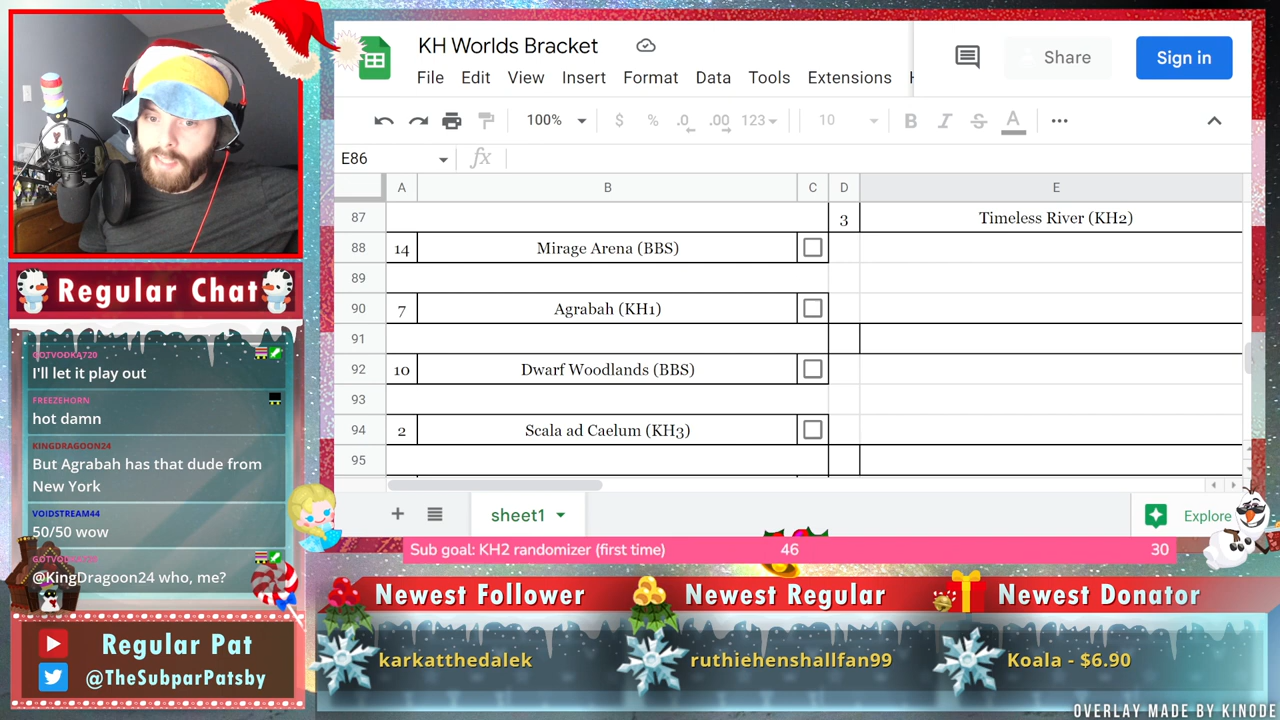 KH Worlds Bracket
File Edit View Insert Format Data Tools Extensions
Share
Sign in
100% $ % .0 .00 123 10 B I S A
E86 fx
A B C D E
87 3 Timeless River (KH2)
88 14 Mirage Arena (BBS)
89
90 7 Agrabah (KH1)
91
92 10 Dwarf Woodlands (BBS)
93
94 2 Scala ad Caelum (KH3)
95
sheet1
Explore
Regular Chat
GOTVODKA720
I'll let it play out
FREEZEHORN
hot damn
KINGDRAGOON24
But Agrabah has that dude from
New York
VOIDSTREAM44
50/50 wow
@KingDragoon24 who, me?
Regular Pat
@TheSubparPatsby
Sub goal: KH2 randomizer (first time) 46 30
Newest Follower
karkatthedalek
Newest Regular
ruthiehenshallfan99
Newest Donator
Koala - $6.90
OVERLAY MADE BY KINODE